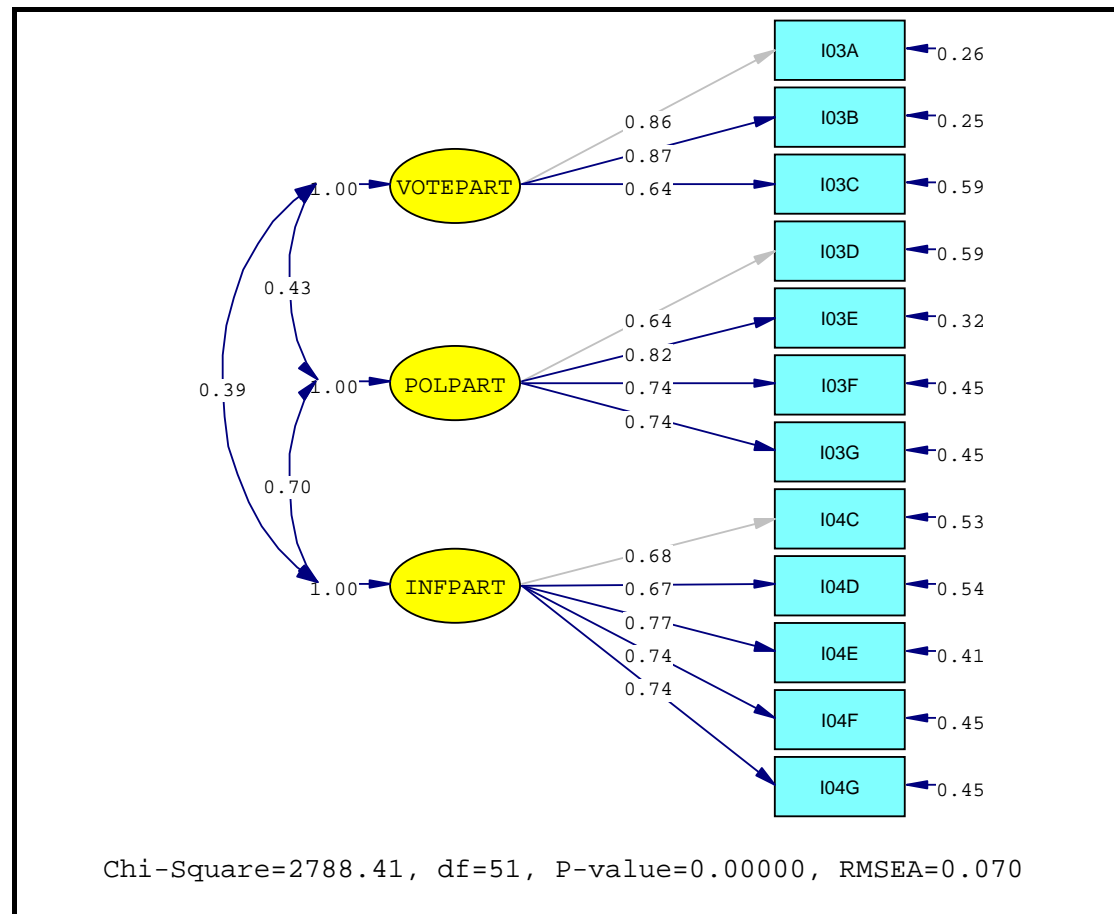 I03A
0.26
0.86
I03B
0.25
0.87
1.00
VOTEPART
0.64
I03C
0.59
I03D
0.59
0.43
0.64
I03E
0.32
0.82
0.39
1.00
POLPART
0.74
I03F
0.45
0.74
I03G
0.45
0.70
I04C
0.53
0.68
1.00
INFPART
0.67
I04D
0.54
0.77
I04E
0.41
0.74
0.74
I04F
0.45
I04G
0.45
Chi-Square=2788.41, df=51, P-value=0.00000, RMSEA=0.070